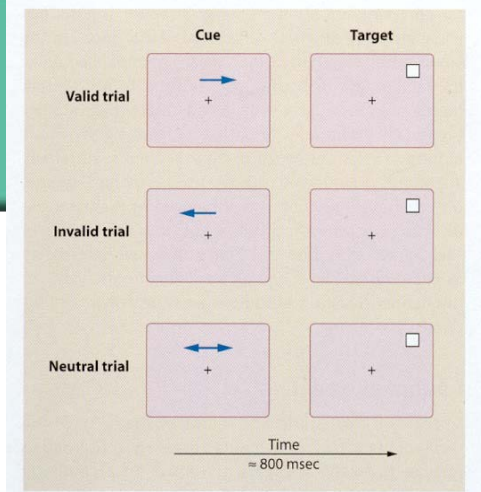 Cue Target
Valid trial
Invalid trial
Neutral trial
Time
≈ 800 msec